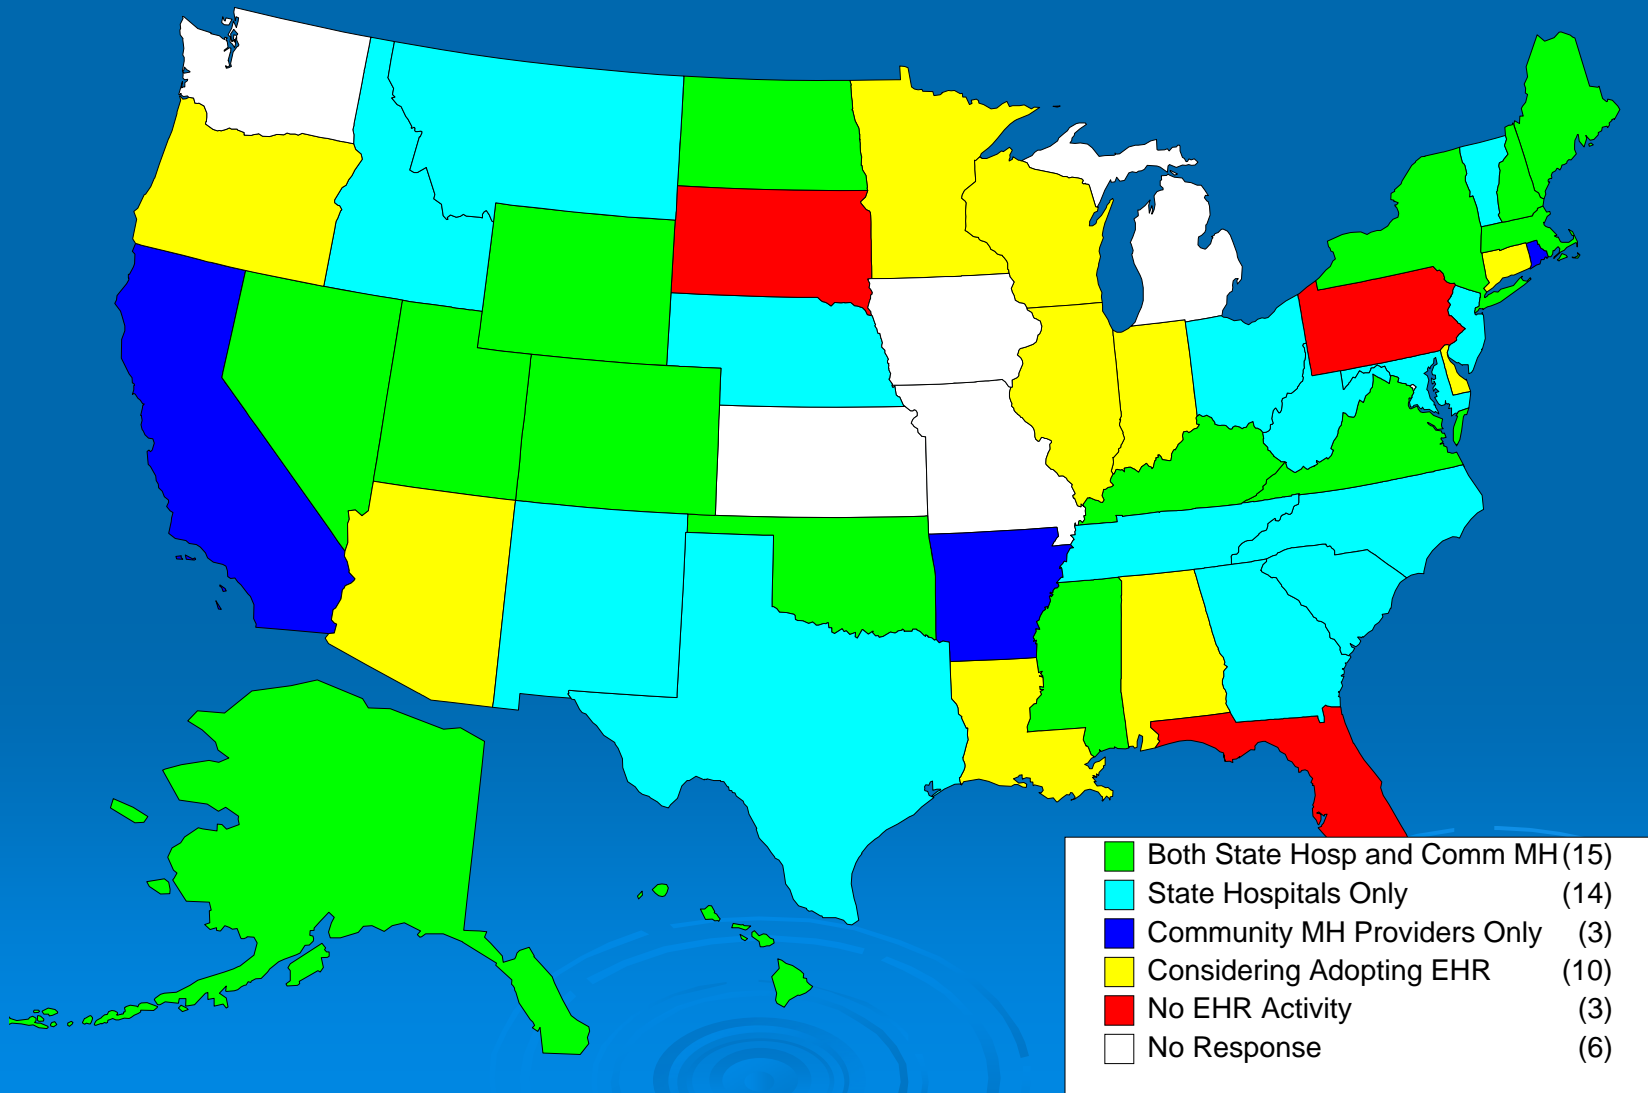 Both State Hosp and Comm MH (15)
State Hospitals Only (14)
Community MH Providers Only (3)
Considering Adopting EHR (10)
No EHR Activity (3)
No Response (6)